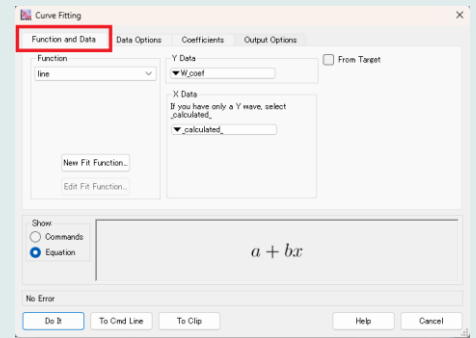 Curve Fitting
Function and Data
Data Options
Coefficients
Output Options
Function
line
New Fit Function...
Edit Fit Function...
Y Data
W_coef
X Data
If you have only a Y wave, select
_calculated_
_calculated_
From Target
Show:
Commands
Equation
a + bx
No Error
Do It
To Cmd Line
To Clip
Help
Cancel